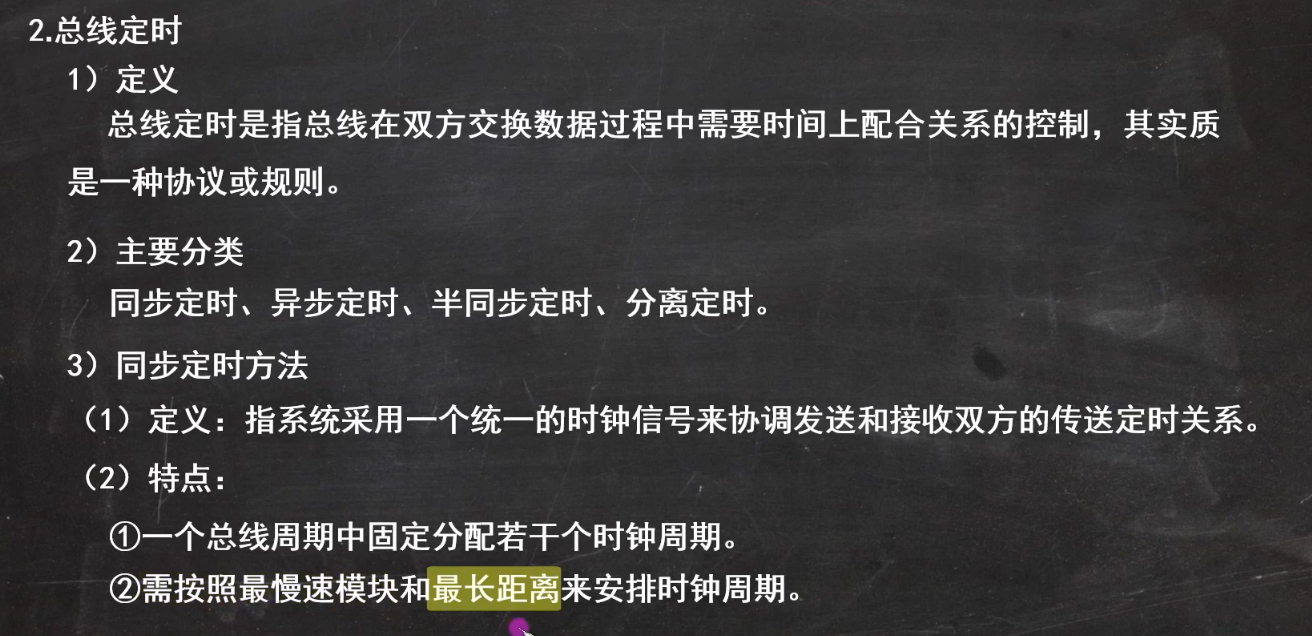 2.总线定时
1）定义
总线定时是指总线在双方交换数据过程中需要时间上配合关系的控制，其实质
是一种协议或规则。
2）主要分类
同步定时、异步定时、半同步定时、分离定时。
3）同步定时方法
（1）定义：指系统采用一个统一的时钟信号来协调发送和接收双方的传送定时关系。
（2）特点：
①一个总线周期中固定分配若干个时钟周期。
②需按照最慢速模块和最长距离来安排时钟周期。